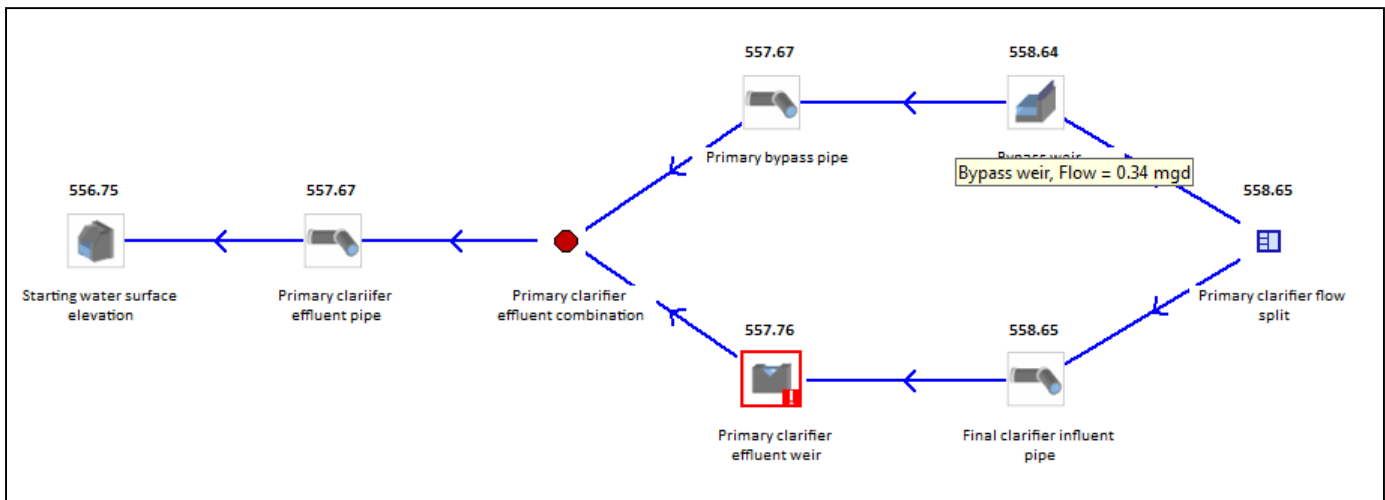 557.67
558.64
Primary bypass pipe
Bypass weir
Bypass weir, Flow = 0.34 mgd
556.75
557.67
558.65
Starting water surface
elevation
Primary clariifer
effluent pipe
Primary clarifier
effluent combination
Primary clarifier flow
split
557.76
558.65
Primary clarifier
effluent weir
Final clarifier influent
pipe